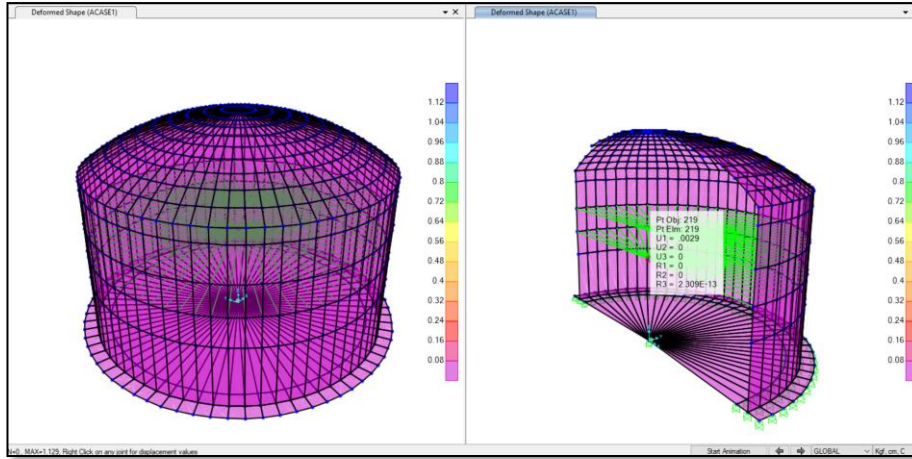 Deformed Shape (ACASE1)
1.12
1.04
0.96
0.88
0.8
0.72
0.64
0.56
0.48
0.4
0.32
0.24
0.16
0.08
Deformed Shape (ACASE1)
Pt Obj: 219
Pt Elm: 219
U1 = .0029
U2 = 0
U3 = 0
R1 = 0
R2 = 0
R3 = 2.309E-13
1.12
1.04
0.96
0.88
0.8
0.72
0.64
0.56
0.48
0.4
0.32
0.24
0.16
0.08
MAX=1.129, Right Click on any joint for displacement values
Start Animation
GLOBAL
Kgf, cm, C